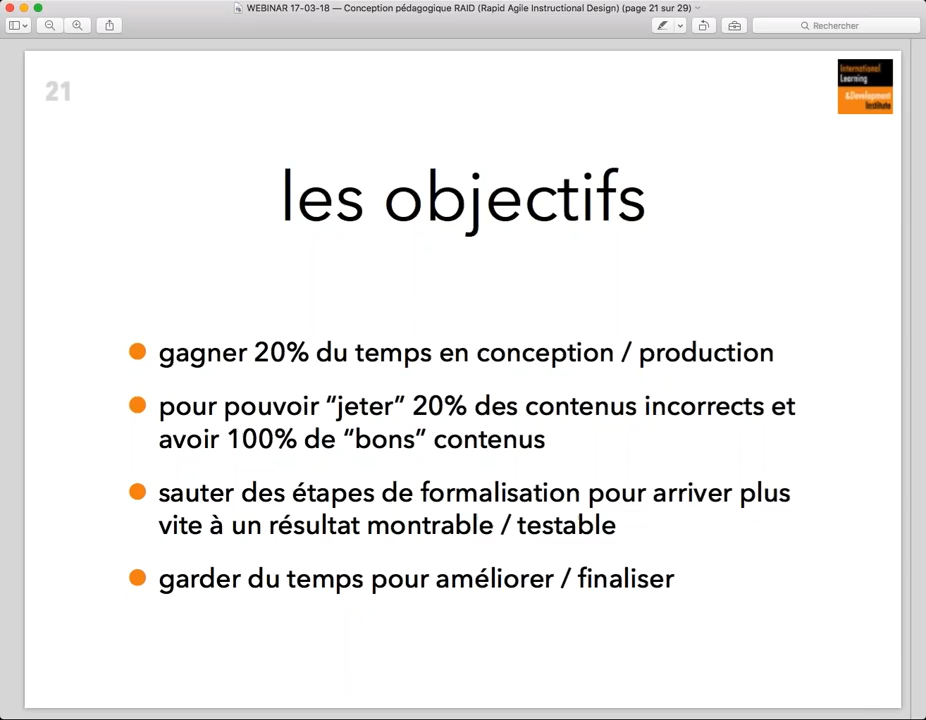 WEBINAR 17-03-18 — Conception pédagogique RAID (Rapid Agile Instructional Design) (page 21 sur 29)
Rechercher
21
International
Learning
&Development
Institute
les objectifs
gagner 20% du temps en conception / production
pour pouvoir “jeter” 20% des contenus incorrects et
avoir 100% de “bons” contenus
sauter des étapes de formalisation pour arriver plus
vite à un résultat montrable / testable
garder du temps pour améliorer / finaliser